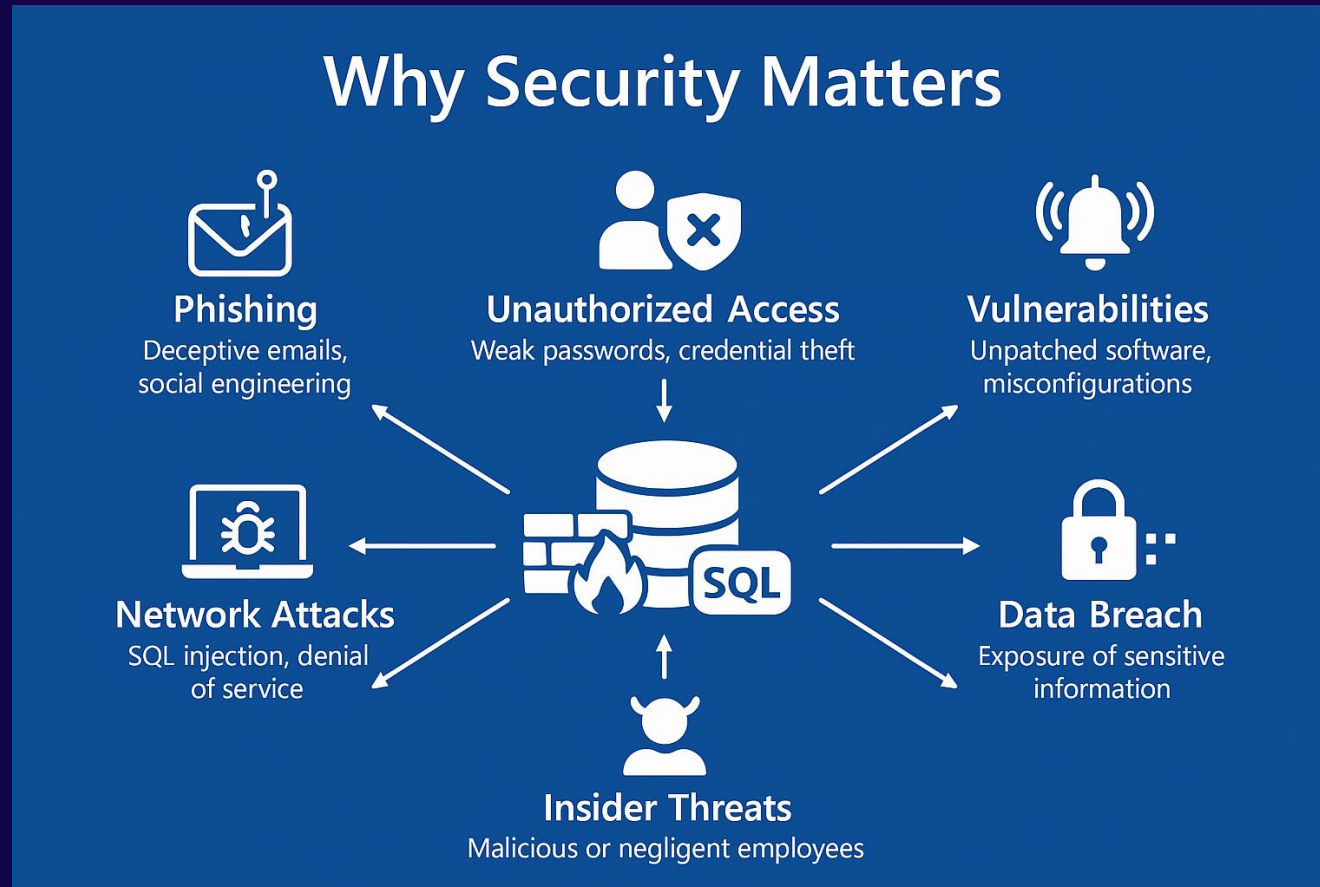 Why Security Matters
Phishing
Deceptive emails,
social engineering
Unauthorized Access
Weak passwords, credential theft
Vulnerabilities
Unpatched software,
misconfigurations
SQL
Network Attacks
SQL injection, denial
of service
Data Breach
Exposure of sensitive
information
Insider Threats
Malicious or negligent employees